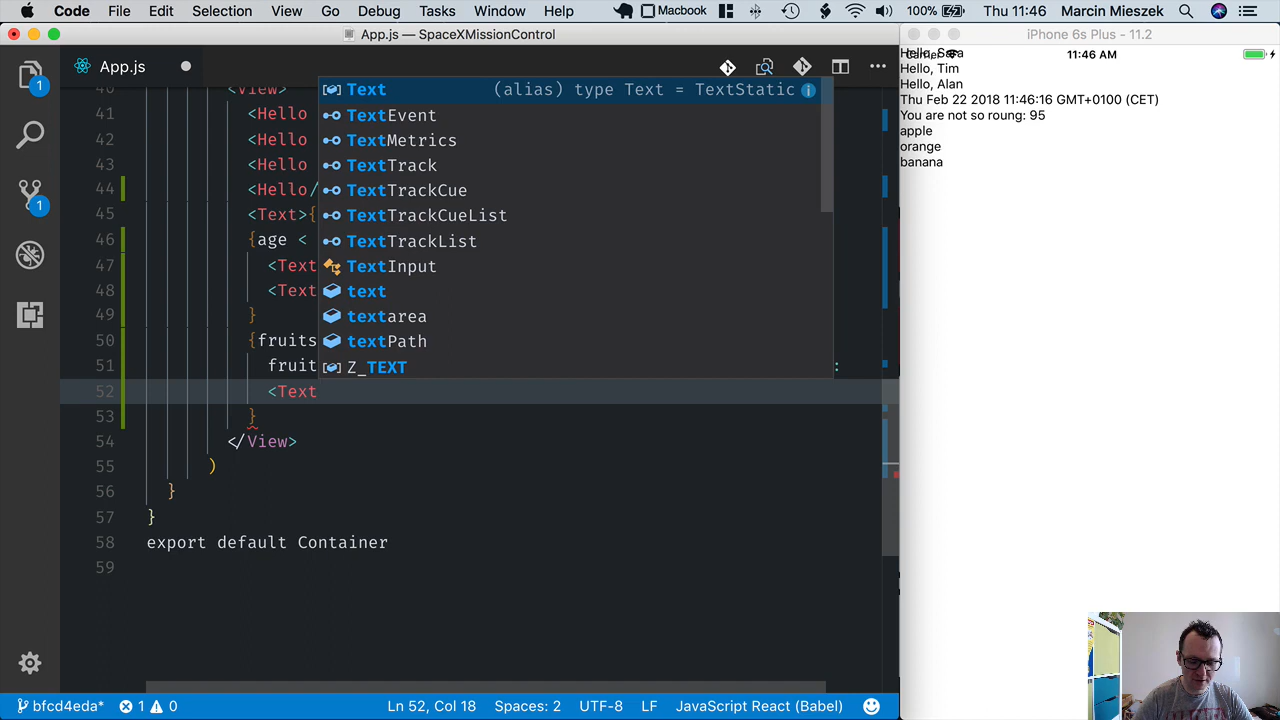 Code File Edit Selection View Go Debug Tasks Window Help Macbook 100% Thu 11:46 Marcin Mieszek
App.js — SpaceXMissionControl
iPhone 6s Plus - 11.2
App.js
1
1
40 <View>
41 <Hello
42 <Hello
43 <Hello
44 <Hello/
45 <Text>{
46 {age <
47 <Text
48 <Text
49 }
50 {fruits
51 fruit :
52 <Text
53 }
54 </View>
55 )
56 }
57 }
58 export default Container
59
Text (alias) type Text = TextStatic
TextEvent
TextMetrics
TextTrack
TextTrackCue
TextTrackCueList
TextTrackList
TextInput
text
textarea
textPath
Z_TEXT
bfcd4eda* 1 0 Ln 52, Col 18 Spaces: 2 UTF-8 LF JavaScript React (Babel)
11:46 AM
Hello, Tim
Hello, Alan
Thu Feb 22 2018 11:46:16 GMT+0100 (CET)
You are not so roung: 95
apple
orange
banana